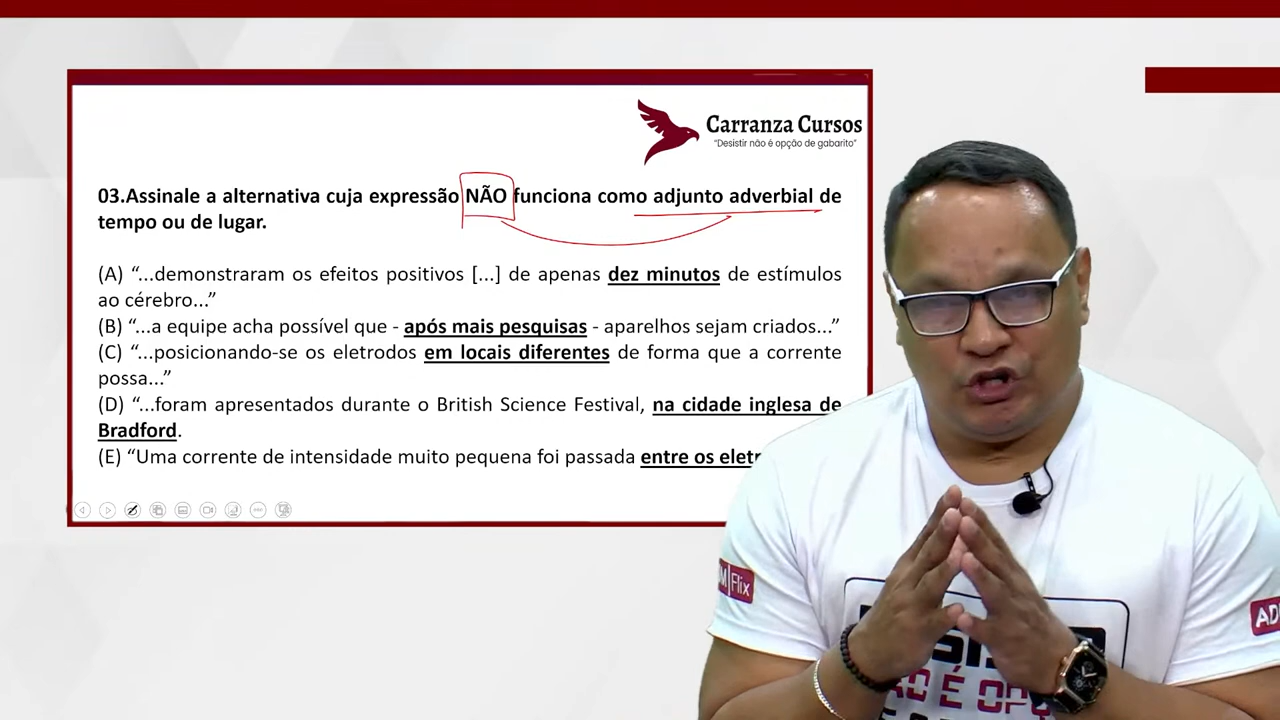 Carranza Cursos
"Desistir não é opção de gabarito"
03.Assinale a alternativa cuja expressão NÃO funciona como adjunto adverbial de
tempo ou de lugar.
(A) “...demonstraram os efeitos positivos [...] de apenas dez minutos de estímulos
ao cérebro...”
(B) “...a equipe acha possível que - após mais pesquisas - aparelhos sejam criados...”
(C) “...posicionando-se os eletrodos em locais diferentes de forma que a corrente
possa...”
(D) “...foram apresentados durante o British Science Festival, na cidade inglesa de
Bradford.
(E) “Uma corrente de intensidade muito pequena foi passada entre os
Flix